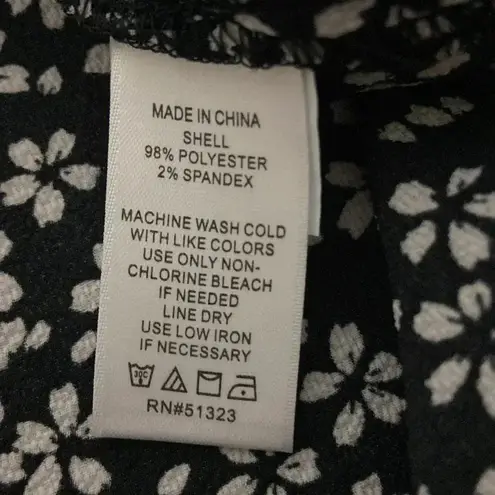 MADE IN CHINA
SHELL
98% POLYESTER
2% SPANDEX
MACHINE WASH COLD
WITH LIKE COLORS
USE ONLY NON-
CHLORINE BLEACH
IF NEEDED
LINE DRY
USE LOW IRON
IF NECESSARY
30C
RN#51323